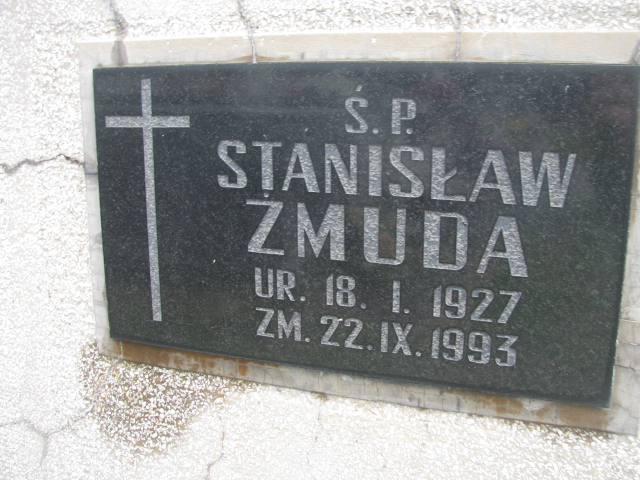 Ś.P.
STANISŁAW
ŻMUDA
UR. 18. I. 1927
ZM. 22. IX. 1993